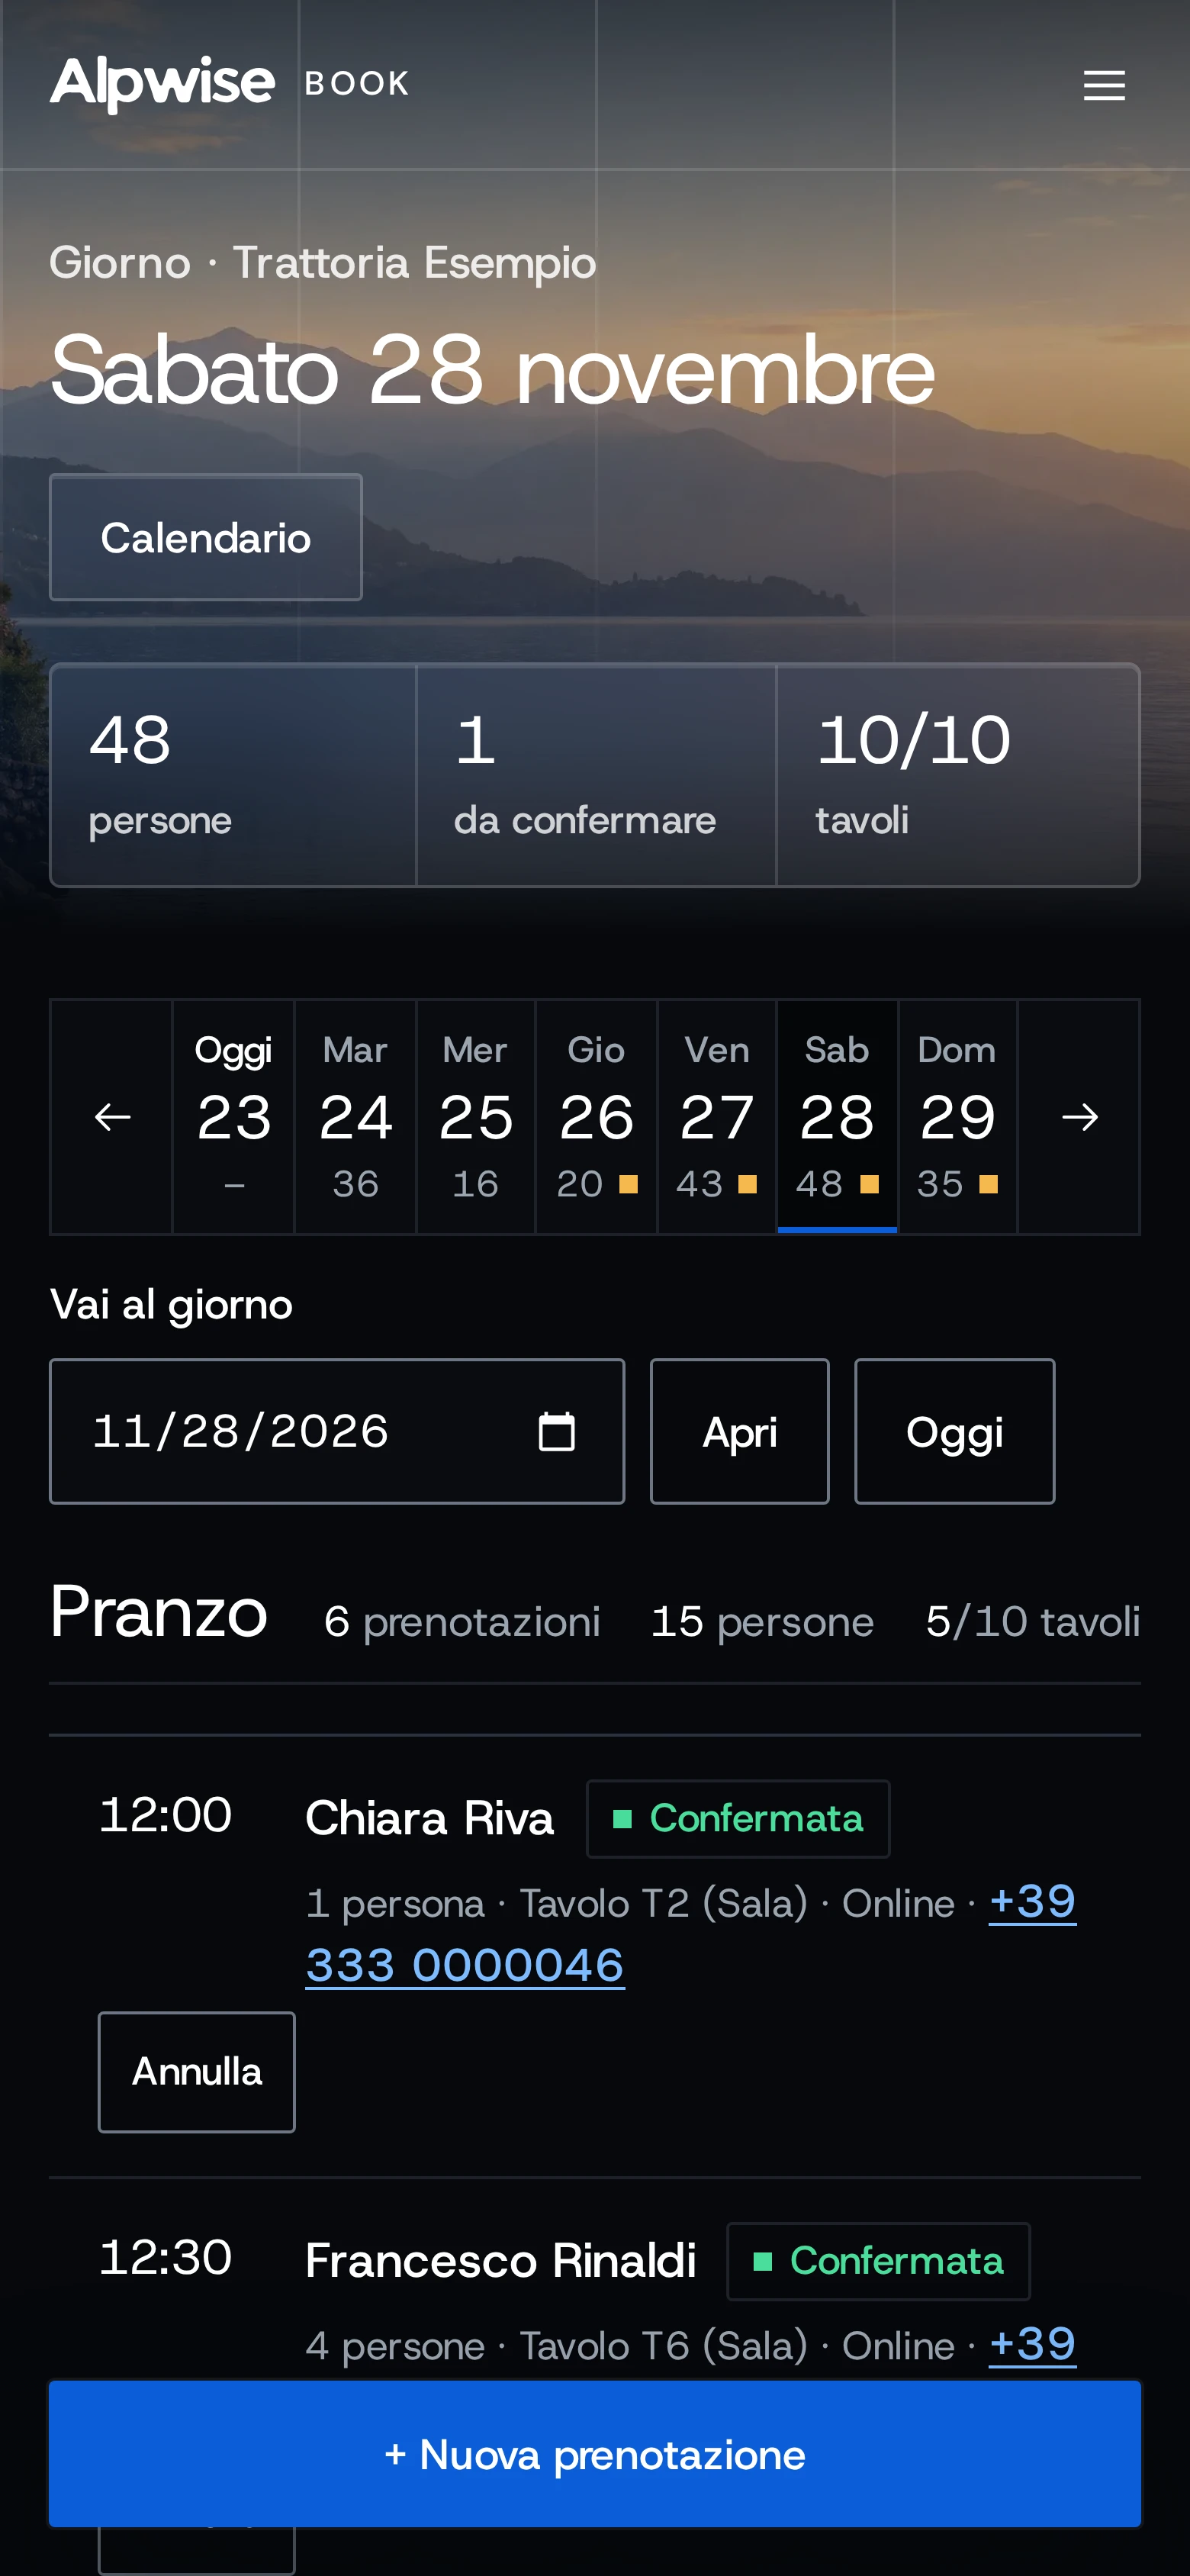 Alpwise BOOK
Giorno · Trattoria Esempio
Sabato 28 novembre
Calendario
48 1 10/10
persone da confermare tavoli
Oggi Mar Mer Gio Ven Sab Dom
← 23 24 25 26 27 28 29 →
– 36 16 20 43 48 35
Vai al giorno
11/28/2026 Apri Oggi
Pranzo 6 prenotazioni 15 persone 5/10 tavoli
12:00 Chiara Riva Confermata
1 persona · Tavolo T2 (Sala) · Online · +39
333 0000046
Annulla
12:30 Francesco Rinaldi Confermata
4 persone · Tavolo T6 (Sala) · Online · +39
+ Nuova prenotazione